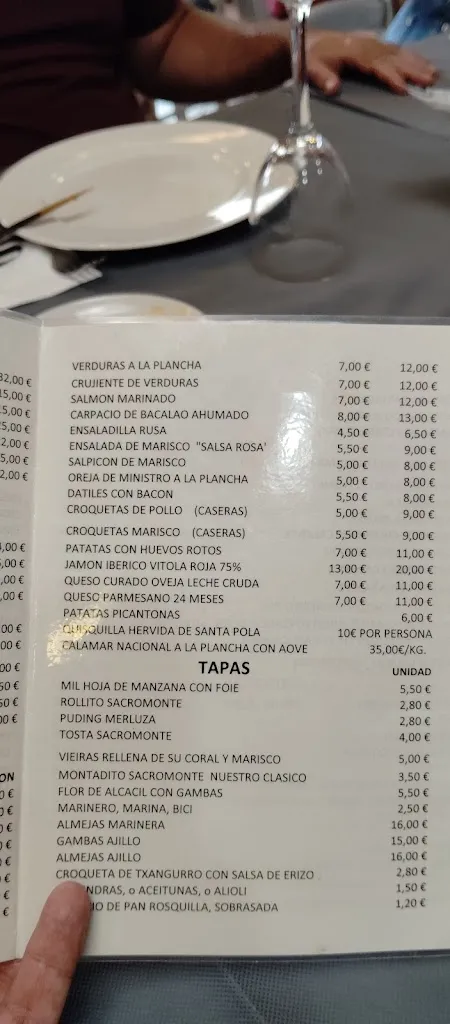 VERDURAS A LA PLANCHA 7,00 € 12,00 €
CRUJIENTE DE VERDURAS 7,00 € 12,00 €
SALMON MARINADO 7,00 € 12,00 €
CARPACIO DE BACALAO AHUMADO 8,00 € 13,00 €
ENSALADILLA RUSA 4,50 € 6,50 €
ENSALADA DE MARISCO "SALSA ROSA" 5,50 € 9,00 €
SALPICON DE MARISCO 5,00 € 8,00 €
OREJA DE MINISTRO A LA PLANCHA 5,00 € 8,00 €
DATILES CON BACON 5,50 € 8,00 €
CROQUETAS DE POLLO (CASERAS) 5,00 € 9,00 €
CROQUETAS MARISCO (CASERAS) 5,50 € 9,00 €
PATATAS CON HUEVOS ROTOS 7,00 € 11,00 €
JAMON IBERICO VITOLA ROJA 75% 13,00 € 20,00 €
QUESO CURADO OVEJA LECHE CRUDA 7,00 € 11,00 €
QUESO PARMESANO 24 MESES 7,00 € 11,00 €
PATATAS PICANTONAS 6,00 €
QUISQUILLA HERVIDA DE SANTA POLA 10€ POR PERSONA
CALAMAR NACIONAL A LA PLANCHA CON AOVE 35,00€/KG.
TAPAS UNIDAD
MIL HOJA DE MANZANA CON FOIE 5,50 €
ROLLITO SACROMONTE 2,80 €
PUDING MERLUZA 2,80 €
TOSTA SACROMONTE 4,00 €
VIEIRAS RELLENA DE SU CORAL Y MARISCO 5,00 €
MONTADITO SACROMONTE NUESTRO CLASICO 3,50 €
FLOR DE ALCACIL CON GAMBAS 5,50 €
MARINERO, MARINA, BICI 2,50 €
ALMEJAS MARINERA 16,00 €
GAMBAS AJILLO 15,00 €
ALMEJAS AJILLO 16,00 €
CROQUETA DE TXANGURRO CON SALSA DE ERIZO 2,80 €
o ACEITUNAS, o ALIOLI 1,50 €
DE PAN ROSQUILLA, SOBRASADA 1,20 €